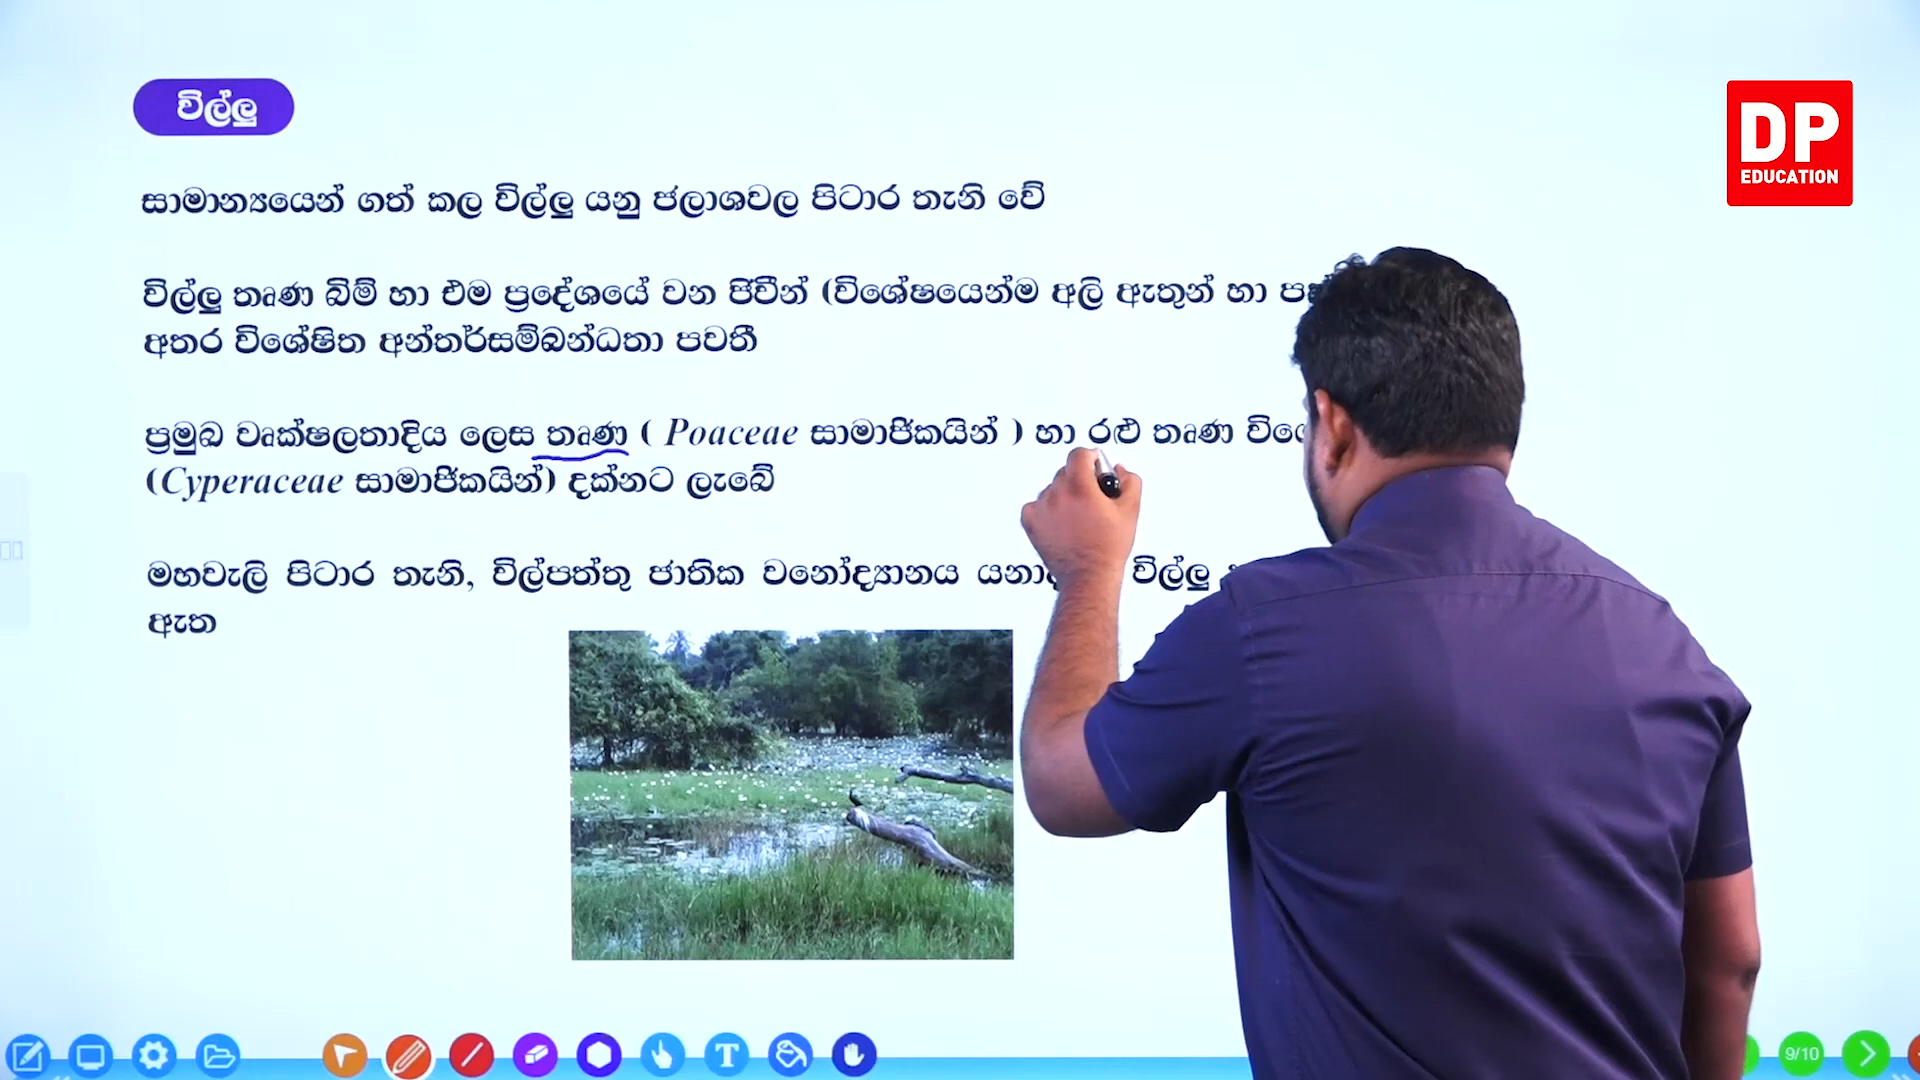 විල්ලු
DP
EDUCATION
සාමාන්‍යයෙන් ගත් කල විල්ලු යනු ජලාශවල පිටාර තැනි වේ
විල්ලු තෘණ බිම් හා එම ප්‍රදේශයේ වන ජීවීන් (විශේෂයෙන්ම අලි ඇතුන් හා
අතර විශේෂිත අන්තර්සම්බන්ධතා පවතී
ප්‍රමුඛ වෘක්ෂලතාදිය ලෙස තෘණ ( Poaceae සාමාජිකයින් ) හා රළු තෘණ
(Cyperaceae සාමාජිකයින්) දක්නට ලැබේ
මහවැලි පිටාර තැනි, විල්පත්තු ජාතික වනෝද්‍යානය විල්ලු
ඇත
9/10